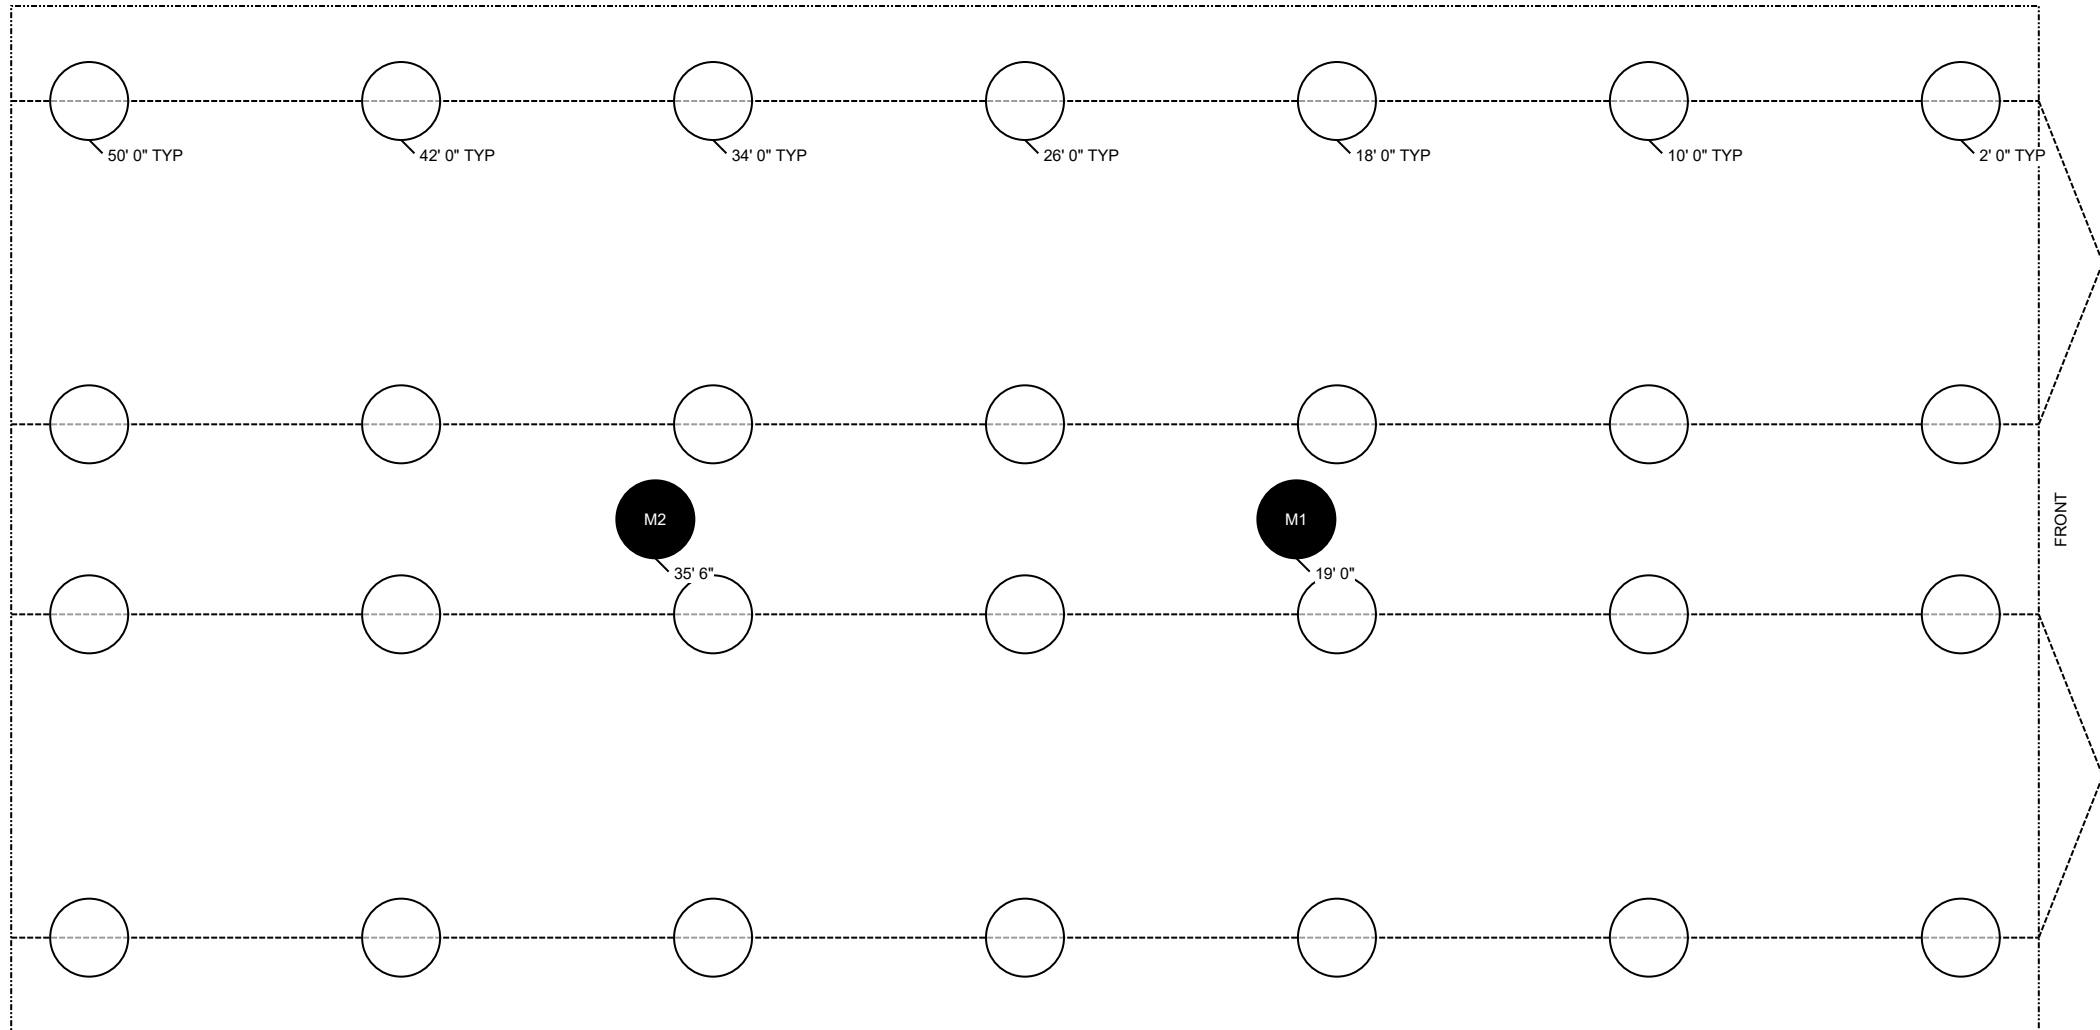 50' 0" TYP
42' 0" TYP
34' 0" TYP
26' 0" TYP
18' 0" TYP
10' 0" TYP
2' 0" TYP
M2
M1
FRONT
35' 6"
19' 0"